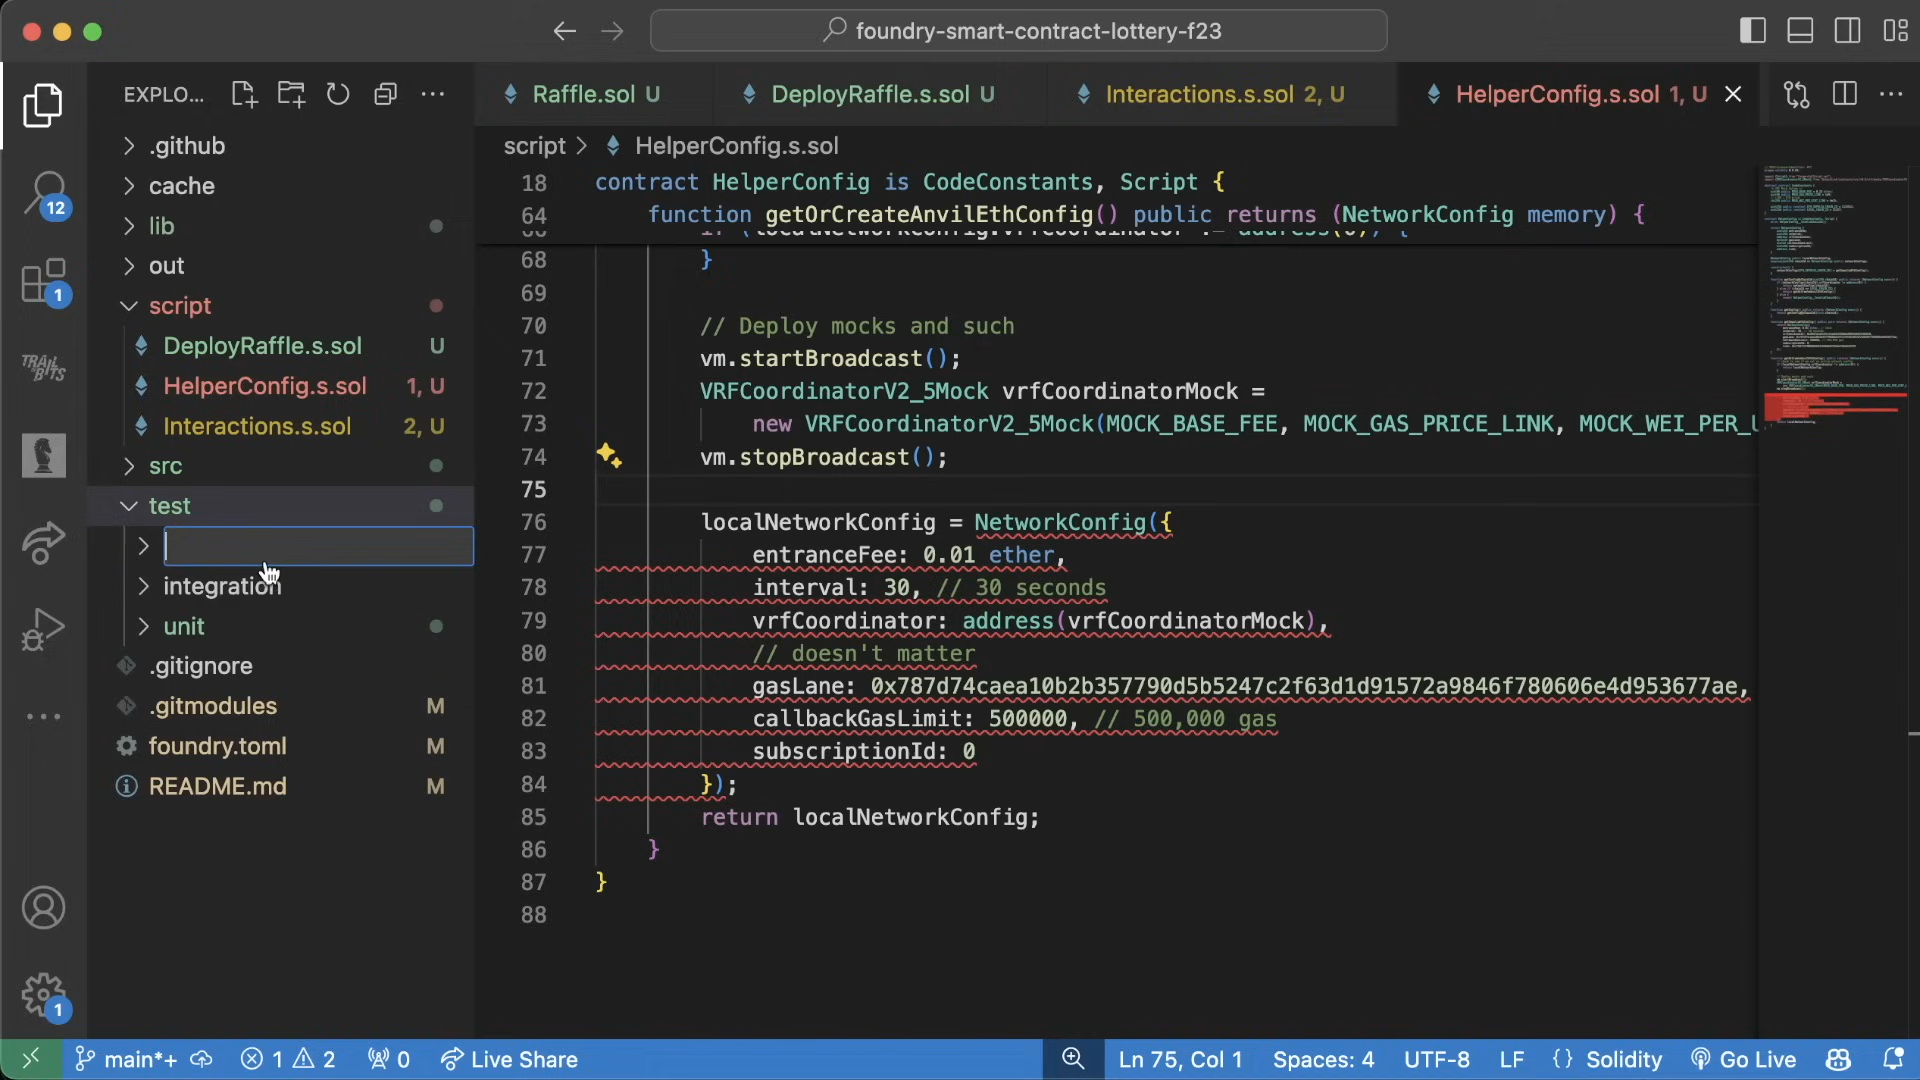 foundry-smart-contract-lottery-f23
EXPLO...
Raffle.sol U
DeployRaffle.s.sol U
Interactions.s.sol 2, U
HelperConfig.s.sol 1, U
script > HelperConfig.s.sol
.github
cache
lib
out
script
DeployRaffle.s.sol U
HelperConfig.s.sol 1, U
Interactions.s.sol 2, U
src
test
integration
unit
.gitignore
.gitmodules M
foundry.toml M
README.md M
12
1
TRAIL OF BITS
1
18 contract HelperConfig is CodeConstants, Script {
64 function getOrCreateAnvilEthConfig() public returns (NetworkConfig memory) {
68 }
69
70 // Deploy mocks and such
71 vm.startBroadcast();
72 VRFCoordinatorV2_5Mock vrfCoordinatorMock =
73 new VRFCoordinatorV2_5Mock(MOCK_BASE_FEE, MOCK_GAS_PRICE_LINK, MOCK_WEI_PER_U
74 vm.stopBroadcast();
75
76 localNetworkConfig = NetworkConfig({
77 entranceFee: 0.01 ether,
78 interval: 30, // 30 seconds
79 vrfCoordinator: address(vrfCoordinatorMock),
80 // doesn't matter
81 gasLane: 0x787d74caea10b2b357790d5b5247c2f63d1d91572a9846f780606e4d953677ae,
82 callbackGasLimit: 500000, // 500,000 gas
83 subscriptionId: 0
84 });
85 return localNetworkConfig;
86 }
87 }
88
main*+
1 2
0
Live Share
Ln 75, Col 1
Spaces: 4
UTF-8
LF
{} Solidity
Go Live